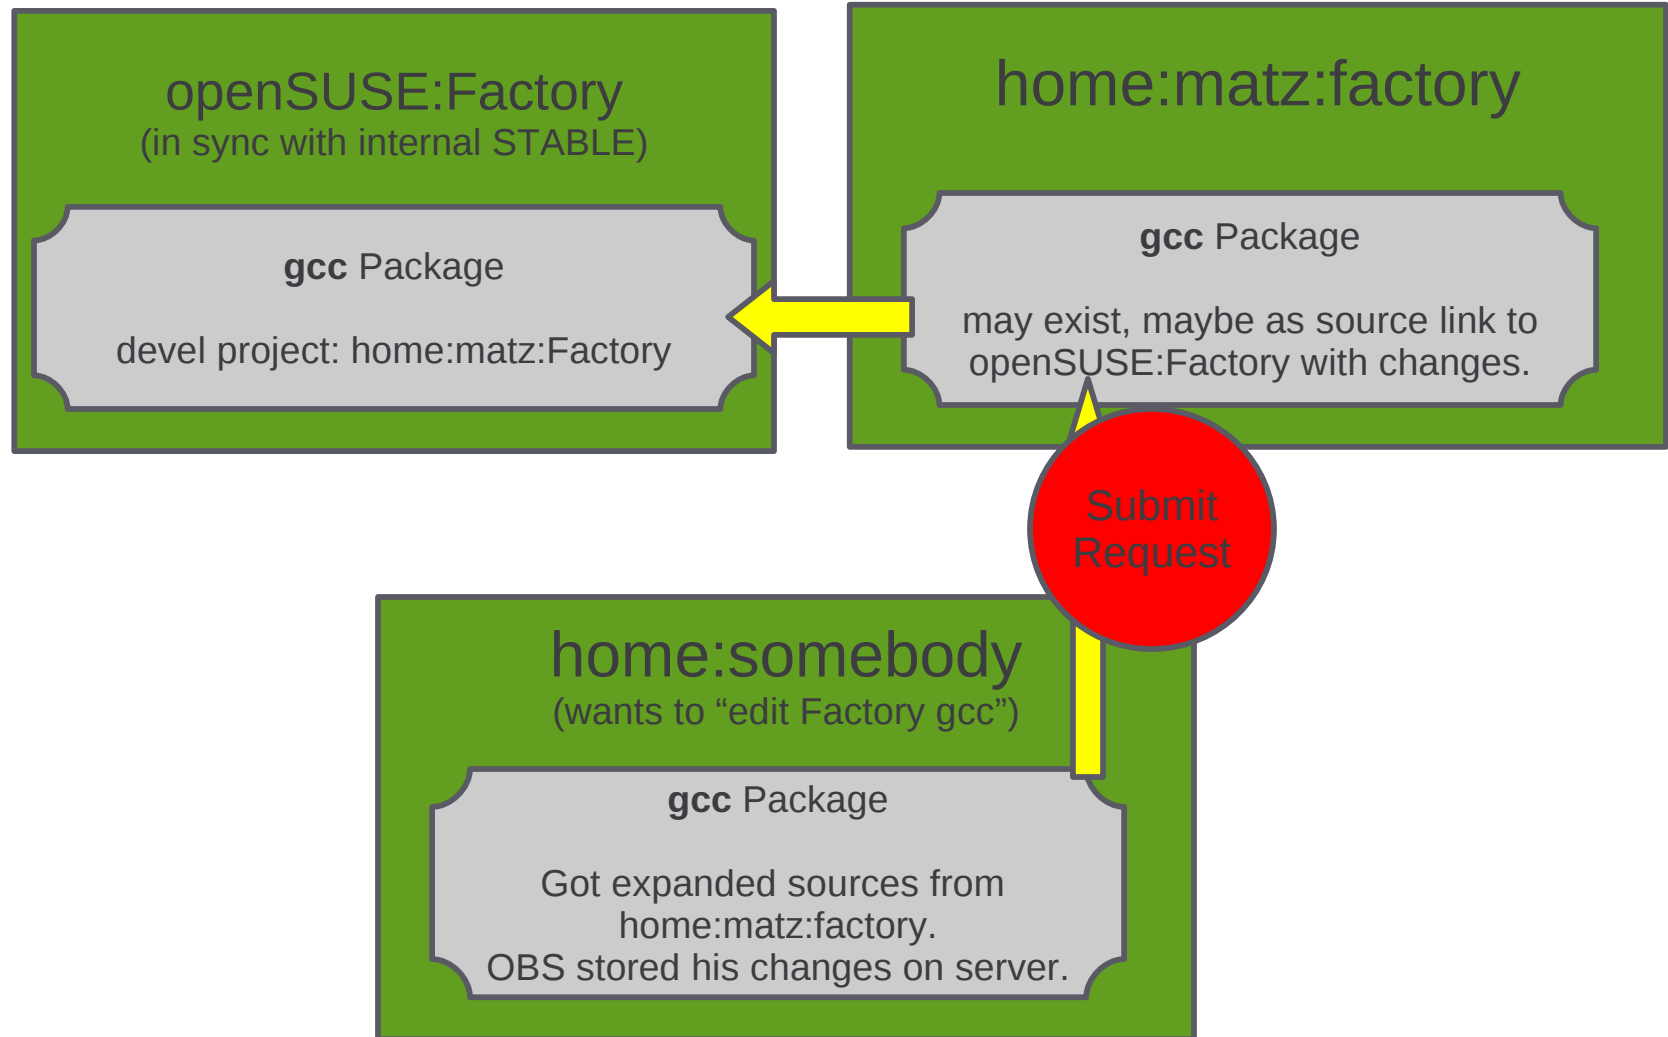 openSUSE:Factory
(in sync with internal STABLE)
gcc Package
devel project: home:matz:Factory
home:matz:factory
gcc Package
may exist, maybe as source link to
openSUSE:Factory with changes.
Submit
Request
home:somebody
(wants to “edit Factory gcc”)
gcc Package
Got expanded sources from
home:matz:factory.
OBS stored his changes on server.